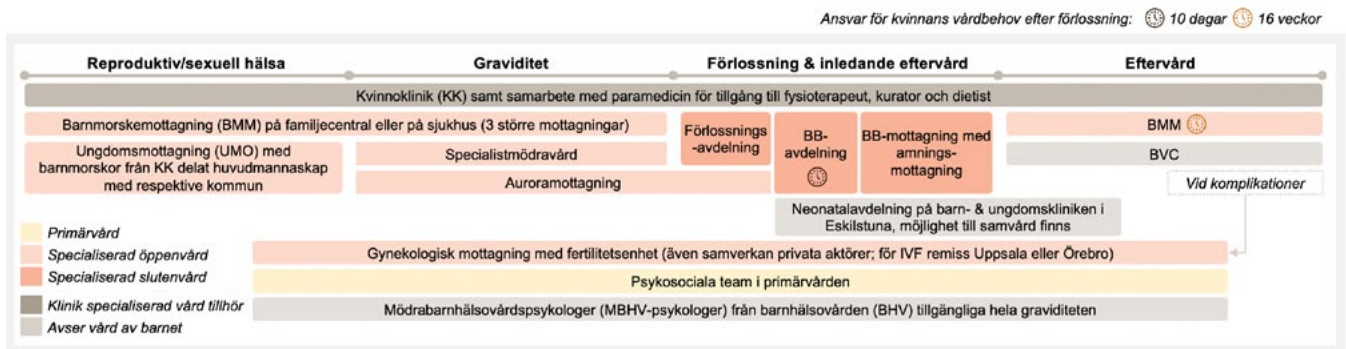 Ansvar för kvinnans vårdbehov efter förlossning: 10 dagar 16 veckor
Reproduktiv/sexuell hälsa
Graviditet
Förlossning & inledande eftervård
Eftervård
Kvinnoklinik (KK) samt samarbete med paramedicin för tillgång till fysioterapeut, kurator och dietist
Barnmorskemottagning (BMM) på familjecentral eller på sjukhus (3 större mottagningar)
Ungdomsmottagning (UMO) med
barnmorskor från KK delat huvudmannaskap
med respektive kommun
Specialistmödravård
Auroramottagning
Förlossnings
-avdelning
BB-
avdelning
BB-mottagning med
amnings-
mottagning
BMM
BVC
Vid komplikationer
Neonatalavdelning på barn- & ungdomskliniken i
Eskilstuna, möjlighet till samvård finns
Gynekologisk mottagning med fertilitetsenhet (även samverkan privata aktörer; för IVF remiss Uppsala eller Örebro)
Psykosociala team i primärvården
Mödrabarnhälsovårdspsykologer (MBHV-psykologer) från barnhälsovården (BHV) tillgängliga hela graviditeten
Primärvård
Specialiserad öppenvård
Specialiserad slutenvård
Klinik specialiserad vård tillhör
Avser vård av barnet